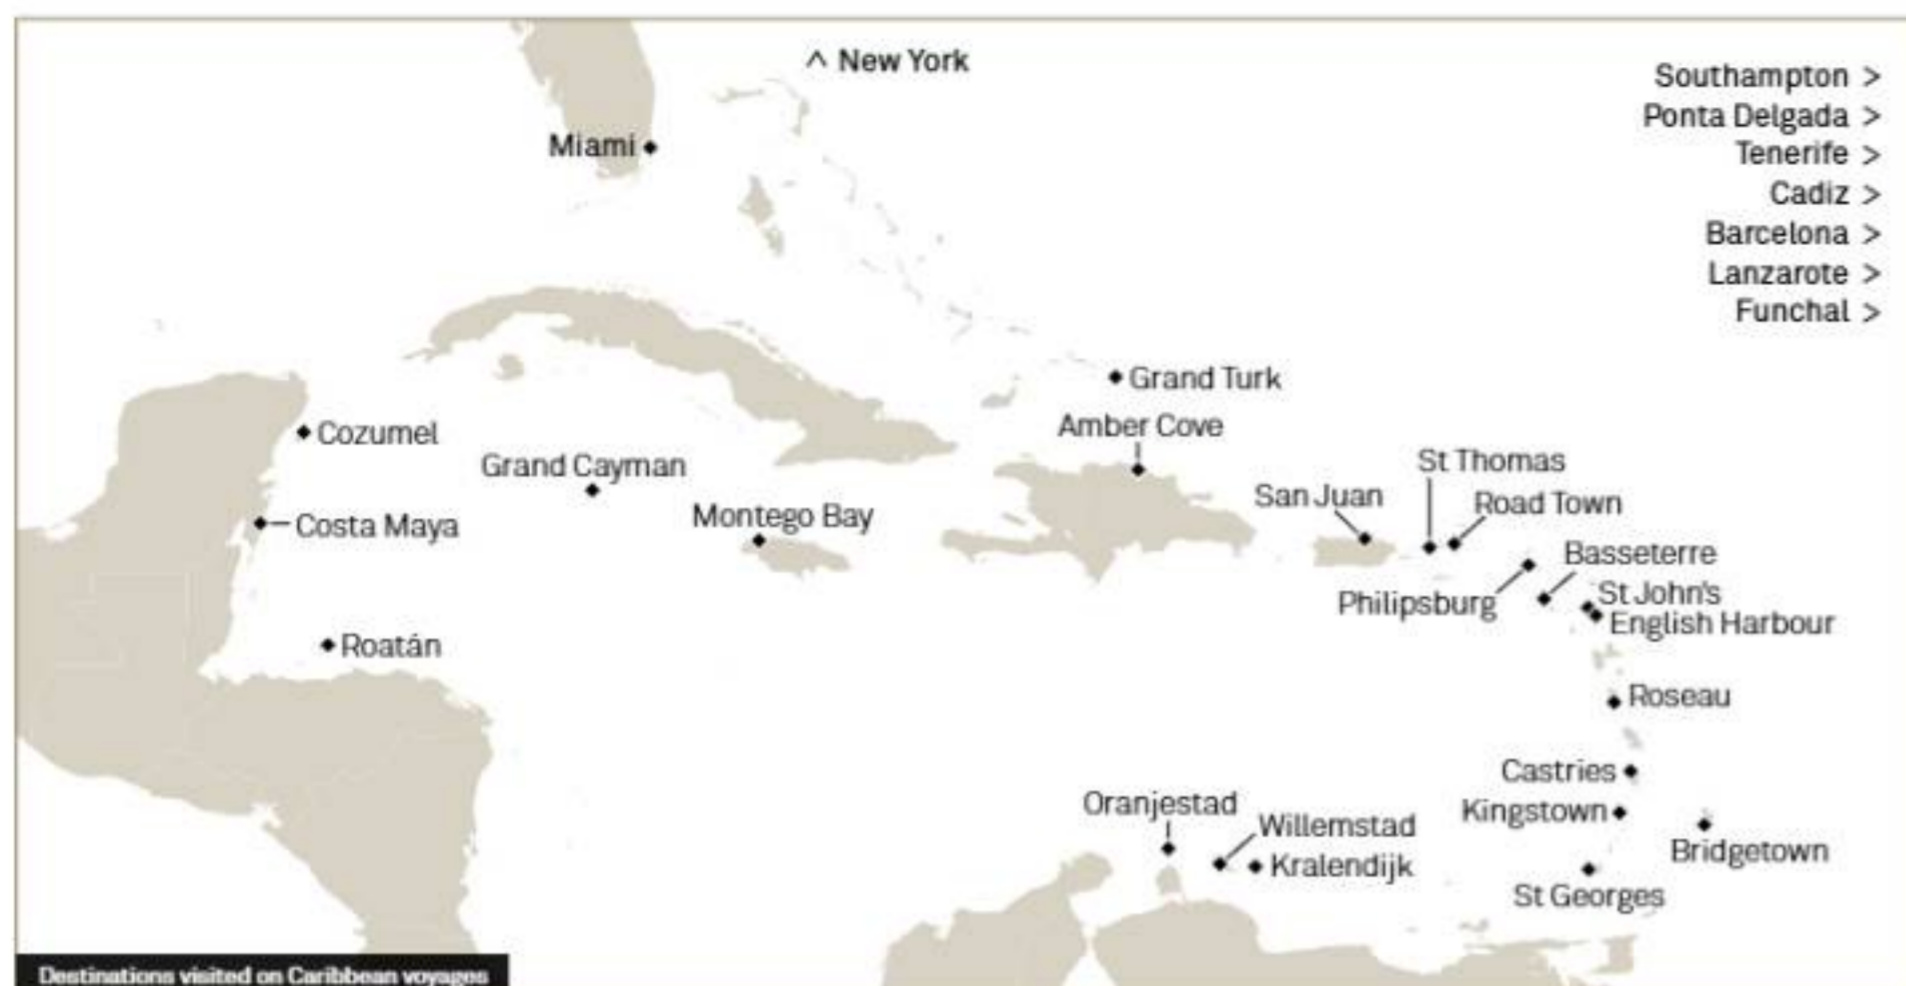 ^ New York
Southampton >
Ponta Delgada >
Miami
Tenerife >
Cadiz >
Barcelona >
Lanzarote >
Funchal >
Grand Turk
Amber Cove
Cozumel
Grand Cayman
St Thomas
San Juan
Road Town
Montego Bay
Costa Maya
Basseterre
Philipsburg
St John's
English Harbour
Roatán
Roseau
Castries
Oranjestad
Kingstown
Willemstad
Bridgetown
Kralendijk
St Georges
Destinations visited on Caribbean voyages